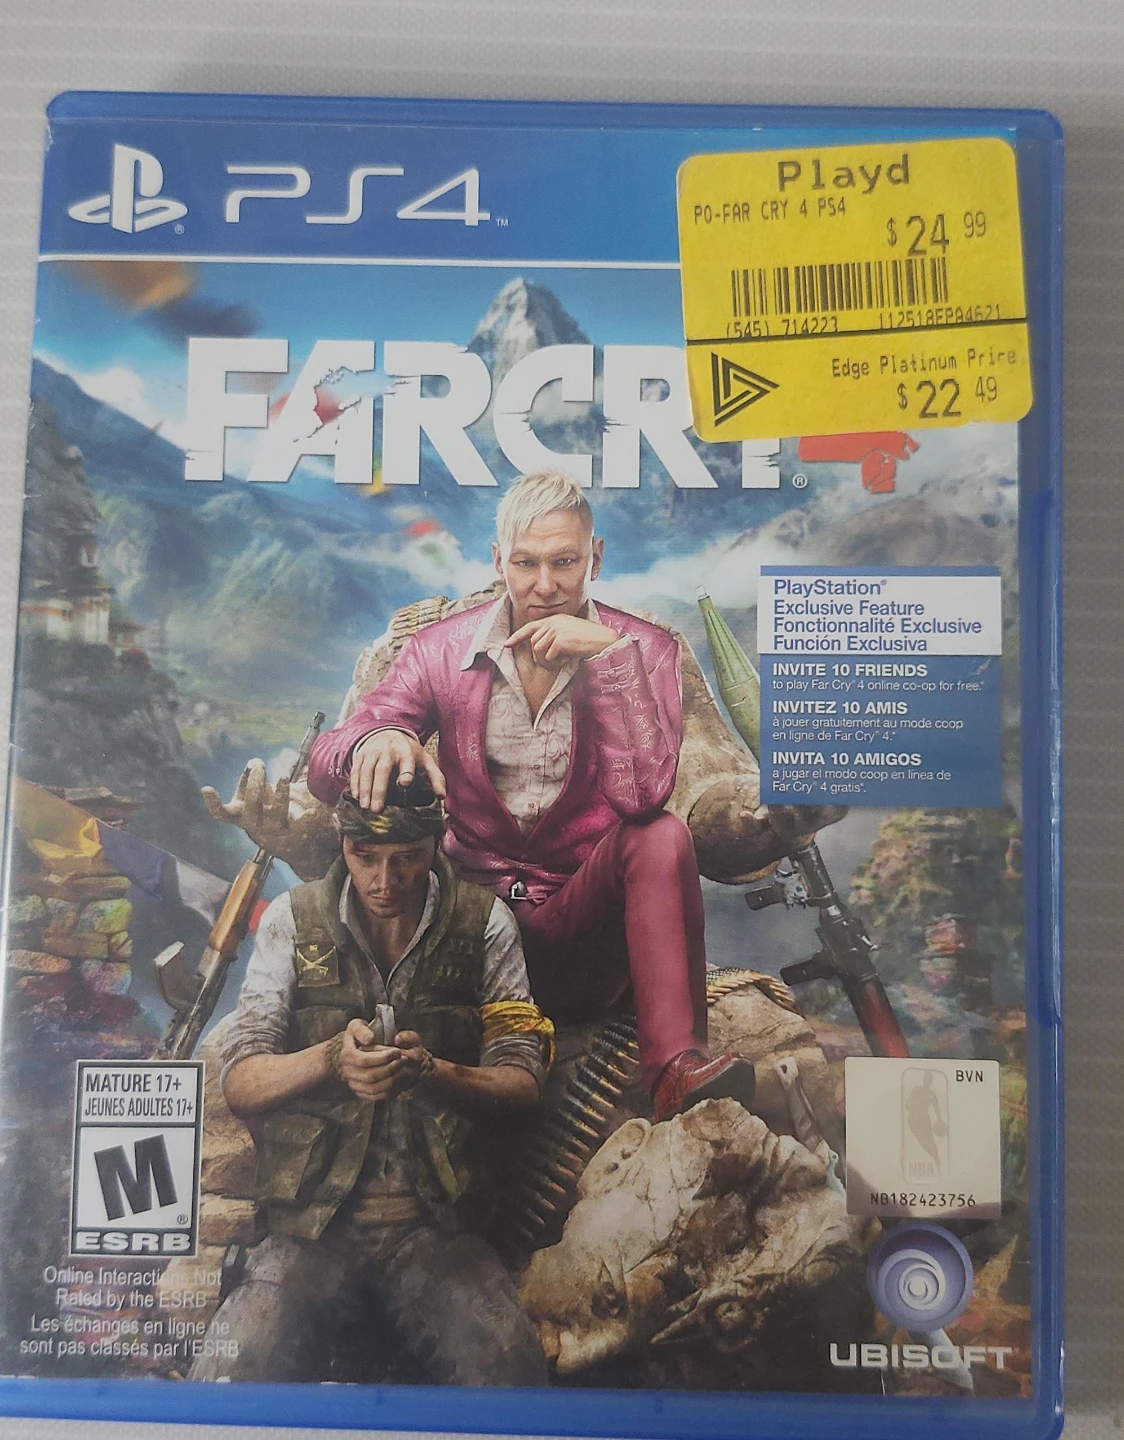 PS4™
Playd
PO-FAR CRY 4 PS4
$24 99
(545) 714223 112518EPA4621
Edge Platinum Price
$22 49
FARCRY®
PlayStation®
Exclusive Feature
Fonctionnalité Exclusive
Función Exclusiva
INVITE 10 FRIENDS
to play Far Cry® 4 online co-op for free.*
INVITEZ 10 AMIS
à jouer gratuitement au mode coop
en ligne de Far Cry® 4.*
INVITA 10 AMIGOS
a jugar el modo coop en línea de
Far Cry® 4 gratis*.
MATURE 17+
JEUNES ADULTES 17+
M®
ESRB
Online Interactions Not
Rated by the ESRB
Les échanges en ligne ne
sont pas classés par l'ESRB
BVN
NBA
NB182423756
UBISOFT